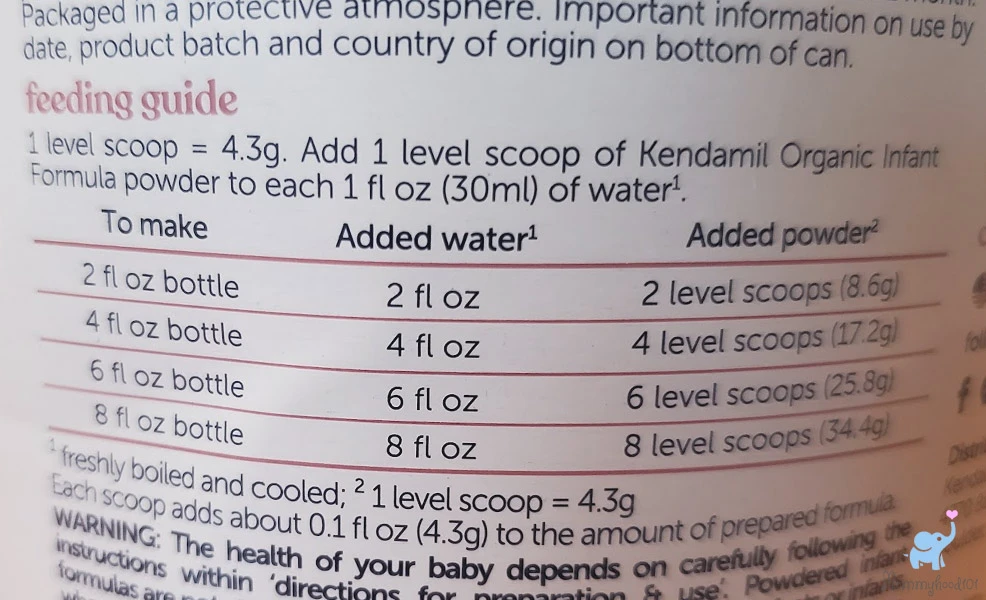 Packaged in a protective atmosphere. Important information on use by
date, product batch and country of origin on bottom of can.
feeding guide
1 level scoop = 4.3g. Add 1 level scoop of Kendamil Organic Infant
Formula powder to each 1 fl oz (30ml) of water¹.
To make Added water¹ Added powder²
2 fl oz bottle 2 fl oz 2 level scoops (8.6g)
4 fl oz bottle 4 fl oz 4 level scoops (17.2g)
6 fl oz bottle 6 fl oz 6 level scoops (25.8g)
8 fl oz bottle 8 fl oz 8 level scoops (34.4g)
¹ freshly boiled and cooled; ² 1 level scoop = 4.3g
Each scoop adds about 0.1 fl oz (4.3g) to the amount of prepared formula.
WARNING: The health of your baby depends on carefully following the
instructions within 'directions for preparation & use'. Powdered
formulas are